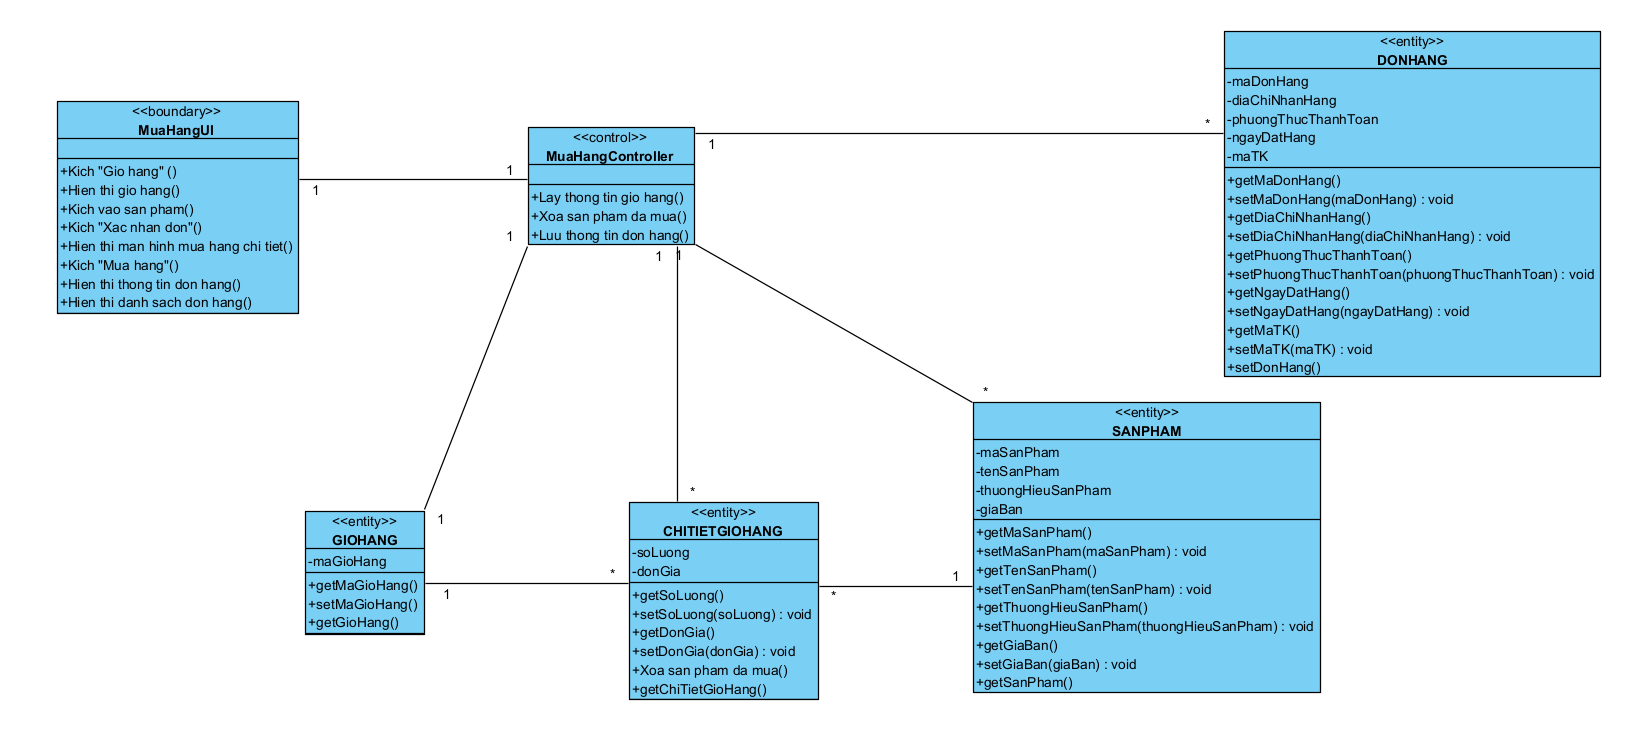 <<boundary>>
MuaHangUI
+Kich "Gio hang" ()
+Hien thi gio hang()
+Kich vao san pham()
+Kich "Xac nhan don"()
+Hien thi man hinh mua hang chi tiet()
+Kich "Mua hang"()
+Hien thi thong tin don hang()
+Hien thi danh sach don hang()
1
1
<<control>>
MuaHangController
+Lay thong tin gio hang()
+Xoa san pham da mua()
+Luu thong tin don hang()
1
*
1
1
1
<<entity>>
DONHANG
-maDonHang
-diaChiNhanHang
-phuongThucThanhToan
-ngayDatHang
-maTK
+getMaDonHang()
+setMaDonHang(maDonHang) : void
+getDiaChiNhanHang()
+setDiaChiNhanHang(diaChiNhanHang) : void
+getPhuongThucThanhToan()
+setPhuongThucThanhToan(phuongThucThanhToan) : void
+getNgayDatHang()
+setNgayDatHang(ngayDatHang) : void
+getMaTK()
+setMaTK(maTK) : void
+setDonHang()
1
*
*
<<entity>>
GIOHANG
-maGioHang
+getMaGioHang()
+setMaGioHang()
+getGioHang()
1
*
<<entity>>
CHITIETGIOHANG
-soLuong
-donGia
+getSoLuong()
+setSoLuong(soLuong) : void
+getDonGia()
+setDonGia(donGia) : void
+Xoa san pham da mua()
+getChiTietGioHang()
*
1
<<entity>>
SANPHAM
-maSanPham
-tenSanPham
-thuongHieuSanPham
-giaBan
+getMaSanPham()
+setMaSanPham(maSanPham) : void
+getTenSanPham()
+setTenSanPham(tenSanPham) : void
+getThuongHieuSanPham()
+setThuongHieuSanPham(thuongHieuSanPham) : void
+getGiaBan()
+setGiaBan(giaBan) : void
+getSanPham()